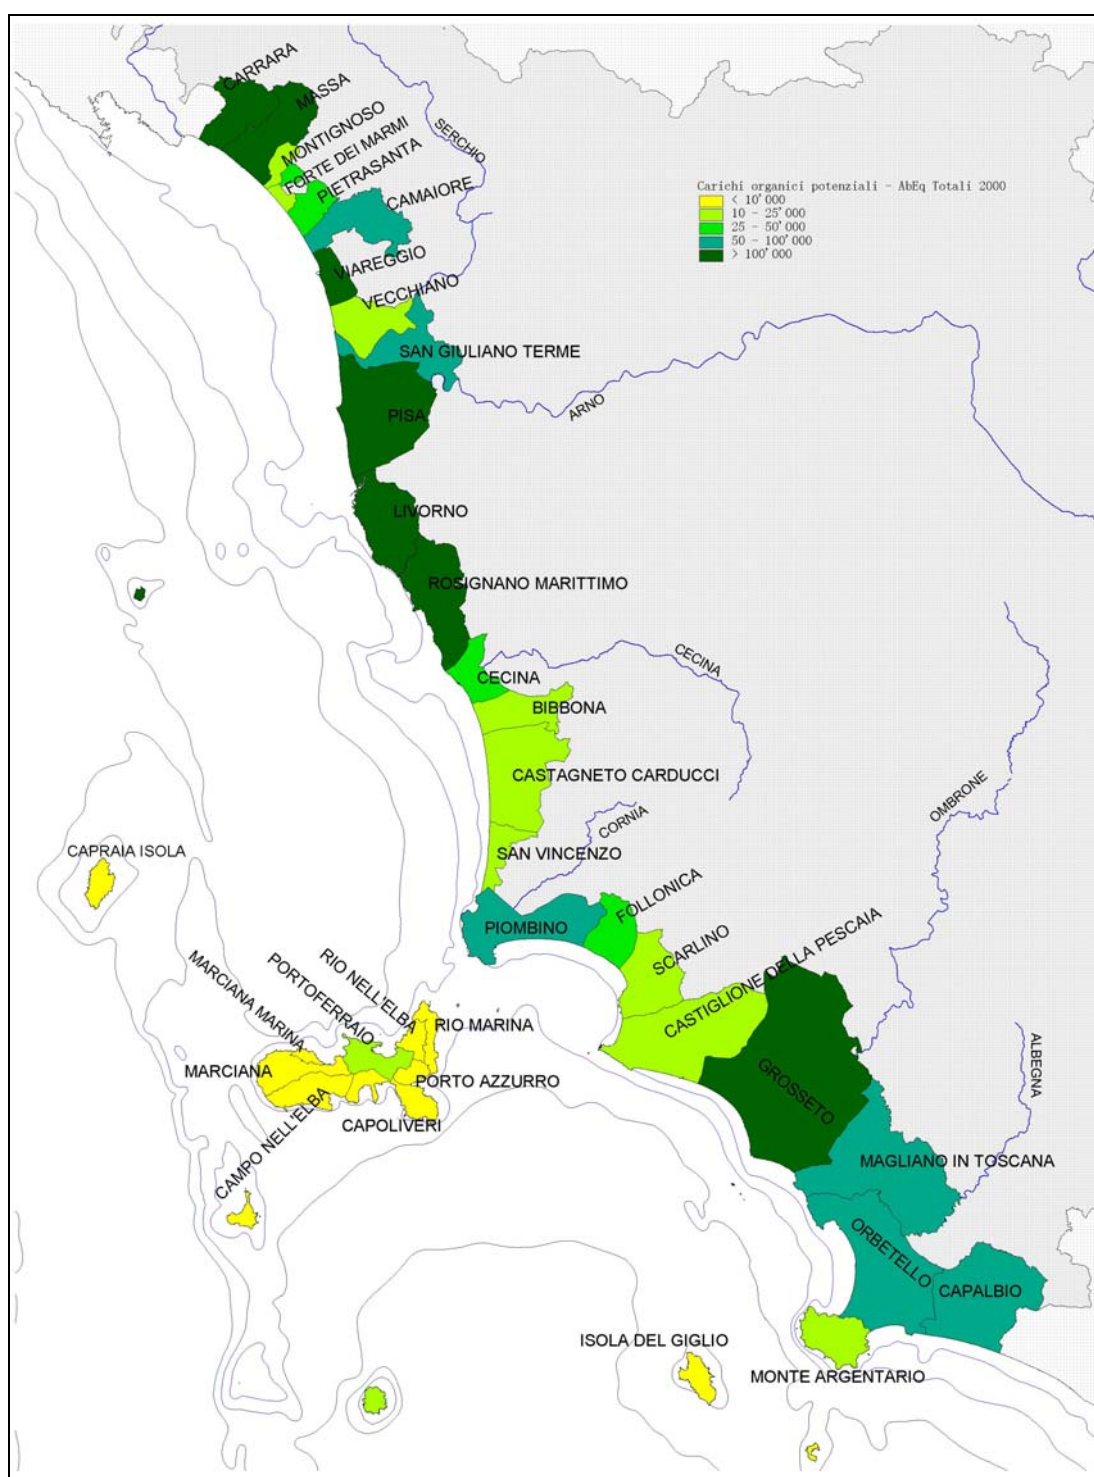 CARRARA
MASSA
MONTIGNOSO
FORTE DEI MARMI
PIETRASANTA
SERCHIO
CAMAIORE
Carichi organici potenziali - AbEq Totali 2000
< 10'000
10 - 25'000
25 - 50'000
50 - 100'000
> 100'000
VIAREGGIO
VECCHIANO
SAN GIULIANO TERME
PISA
ARNO
LIVORNO
ROSIGNANO MARITTIMO
CECINA
CECINA
BIBBONA
CASTAGNETO CARDUCCI
CORNIA
OMBRONE
SAN VINCENZO
CAPRAIA ISOLA
PIOMBINO
FOLLONICA
SCARLINO
CASTIGLIONE DELLA PESCAIA
RIO NELL'ELBA
PORTOFERRAIO
MARCIANA MARINA
RIO MARINA
MARCIANA
PORTO AZZURRO
CAPOLIVERI
CAMPO NELL'ELBA
GROSSETO
ALBEGNA
MAGLIANO IN TOSCANA
ORBETELLO
CAPALBIO
ISOLA DEL GIGLIO
MONTE ARGENTARIO